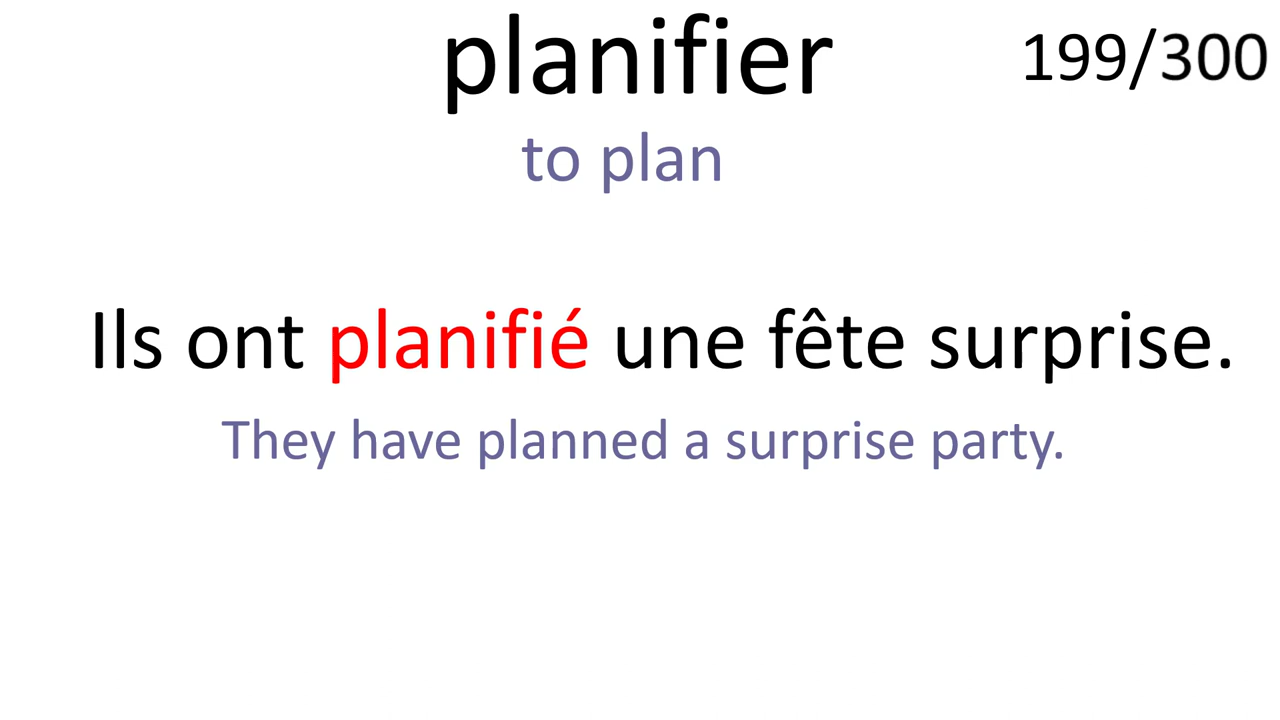 planifier
199/300
to plan
Ils ont planifié une fête surprise.
They have planned a surprise party.